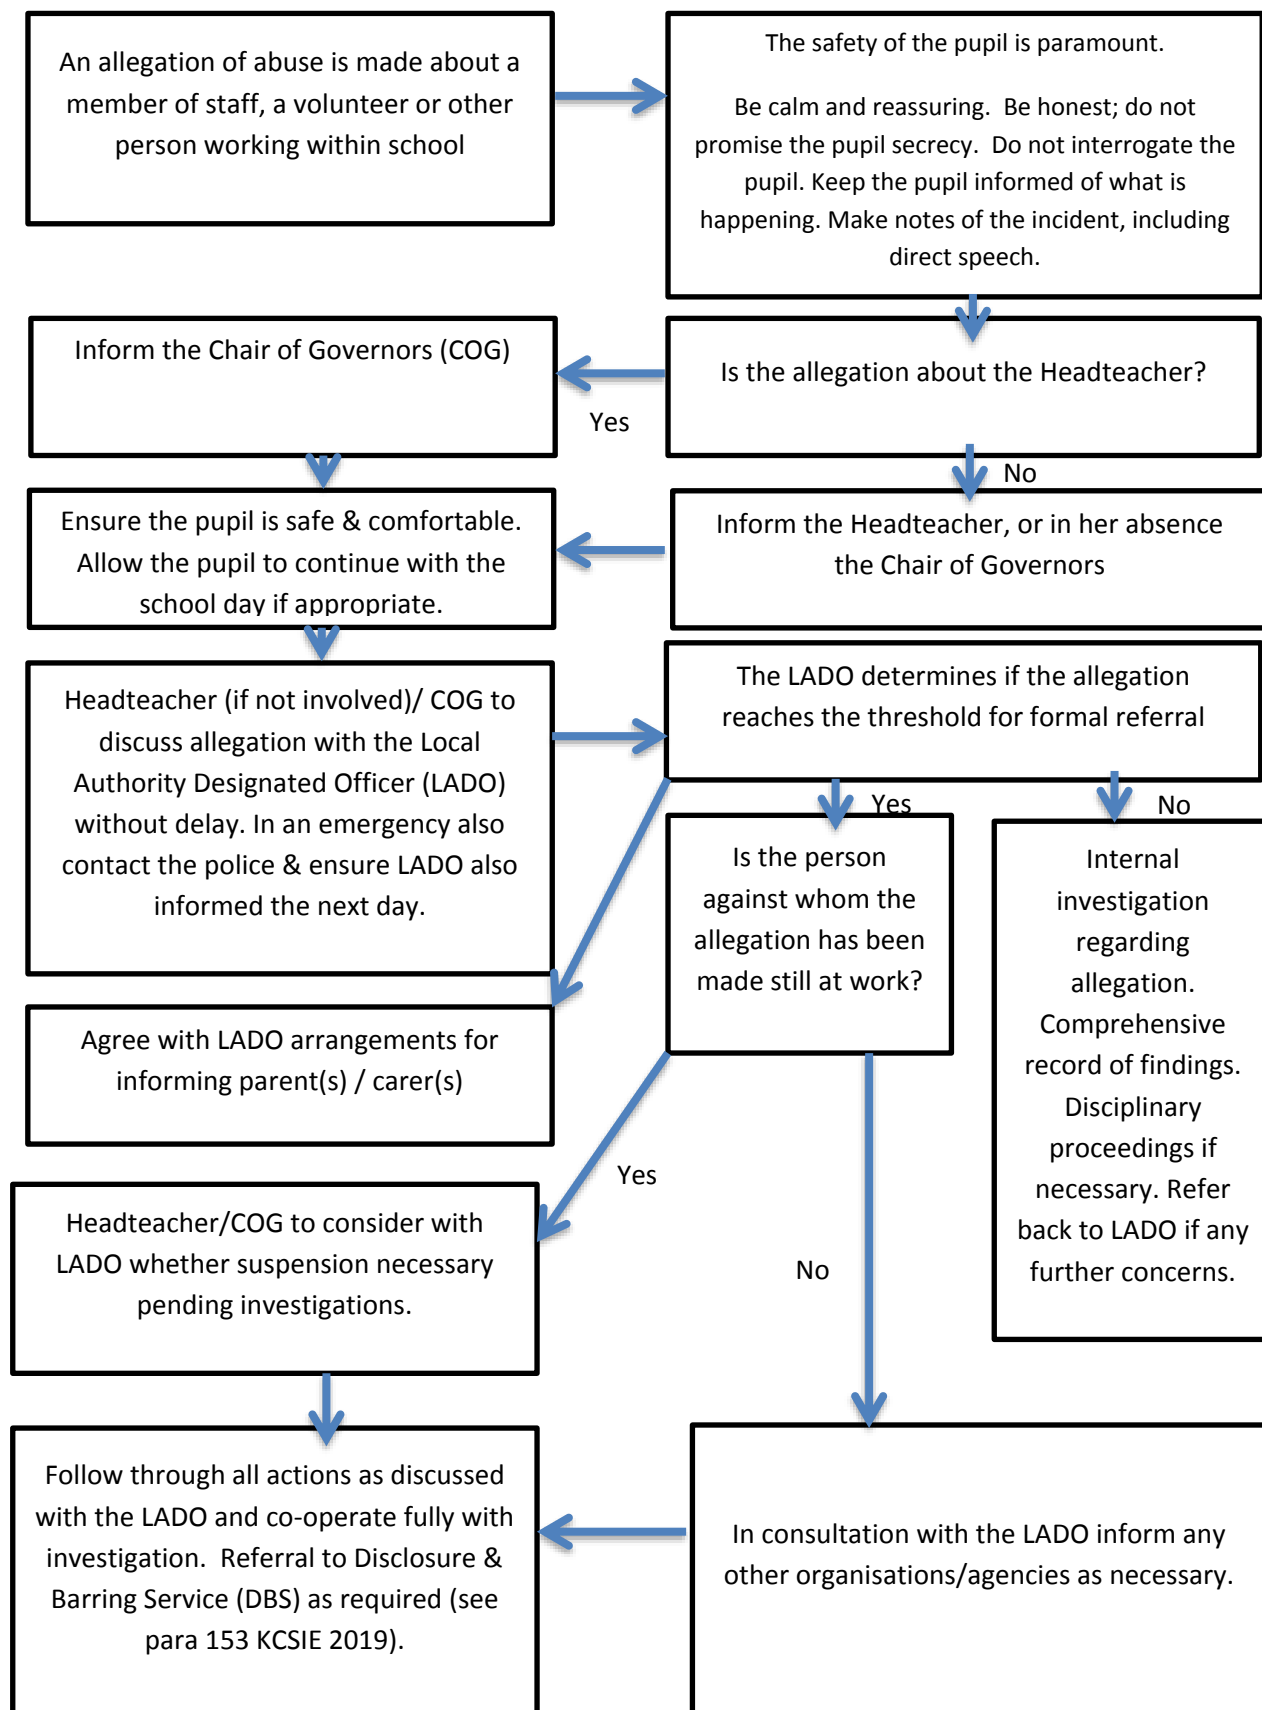 An allegation of abuse is made about a
member of staff, a volunteer or other
person working within school
The safety of the pupil is paramount.
Be calm and reassuring.  Be honest; do not
promise the pupil secrecy.  Do not interrogate the
pupil. Keep the pupil informed of what is
happening. Make notes of the incident, including
direct speech.
Inform the Chair of Governors (COG)
Is the allegation about the Headteacher?
Yes
No
Ensure the pupil is safe & comfortable.
Allow the pupil to continue with the
school day if appropriate.
Inform the Headteacher, or in her absence
the Chair of Governors
Headteacher (if not involved)/ COG to
discuss allegation with the Local
Authority Designated Officer (LADO)
without delay. In an emergency also
contact the police & ensure LADO also
informed the next day.
The LADO determines if the allegation
reaches the threshold for formal referral
Yes
No
Is the person
against whom the
allegation has been
made still at work?
Internal
investigation
regarding
allegation.
Comprehensive
record of findings.
Disciplinary
proceedings if
necessary. Refer
back to LADO if any
further concerns.
Agree with LADO arrangements for
informing parent(s) / carer(s)
Yes
No
Headteacher/COG to consider with
LADO whether suspension necessary
pending investigations.
Follow through all actions as discussed
with the LADO and co-operate fully with
investigation.  Referral to Disclosure &
Barring Service (DBS) as required (see
para 153 KCSIE 2019).
In consultation with the LADO inform any
other organisations/agencies as necessary.